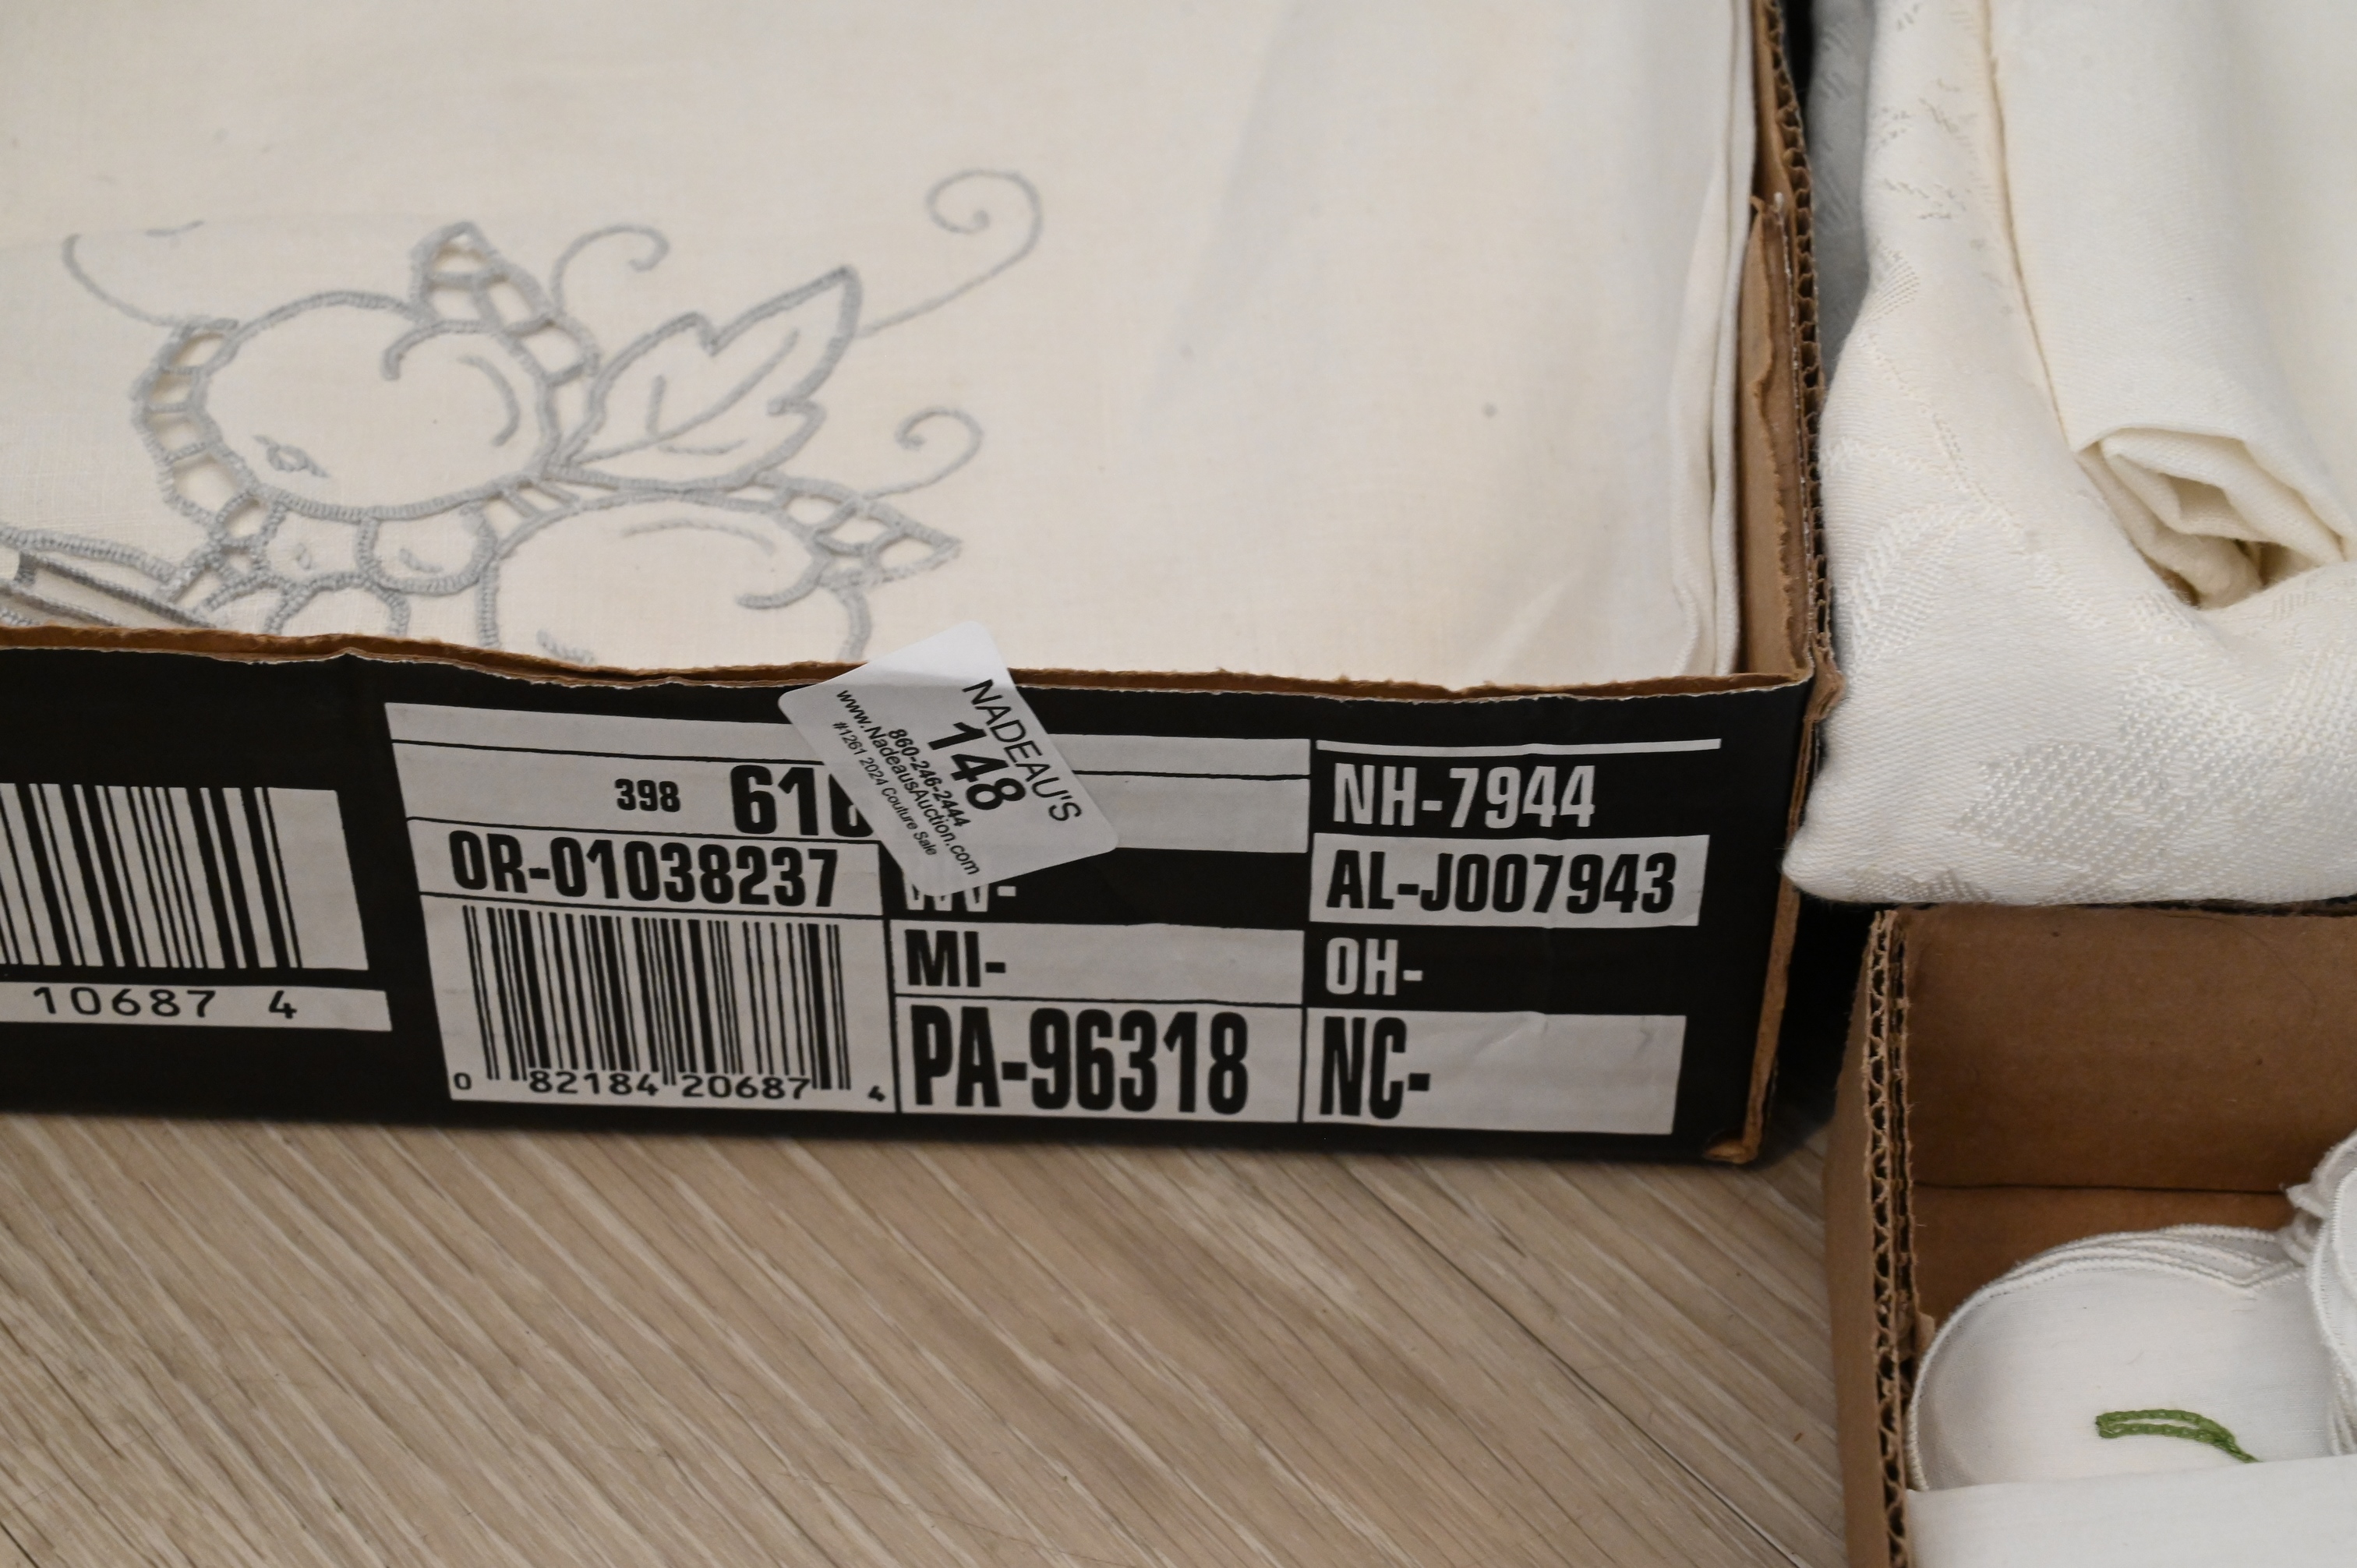 NADEAU'S
148
860-246-2444
www.NadeausAuction.com
#1261 2024 Couture Sale
10687 4
398
OR-01038237
0 82184 20687 4
MI-
PA-96318
NH-7944
AL-J007943
OH-
NC-